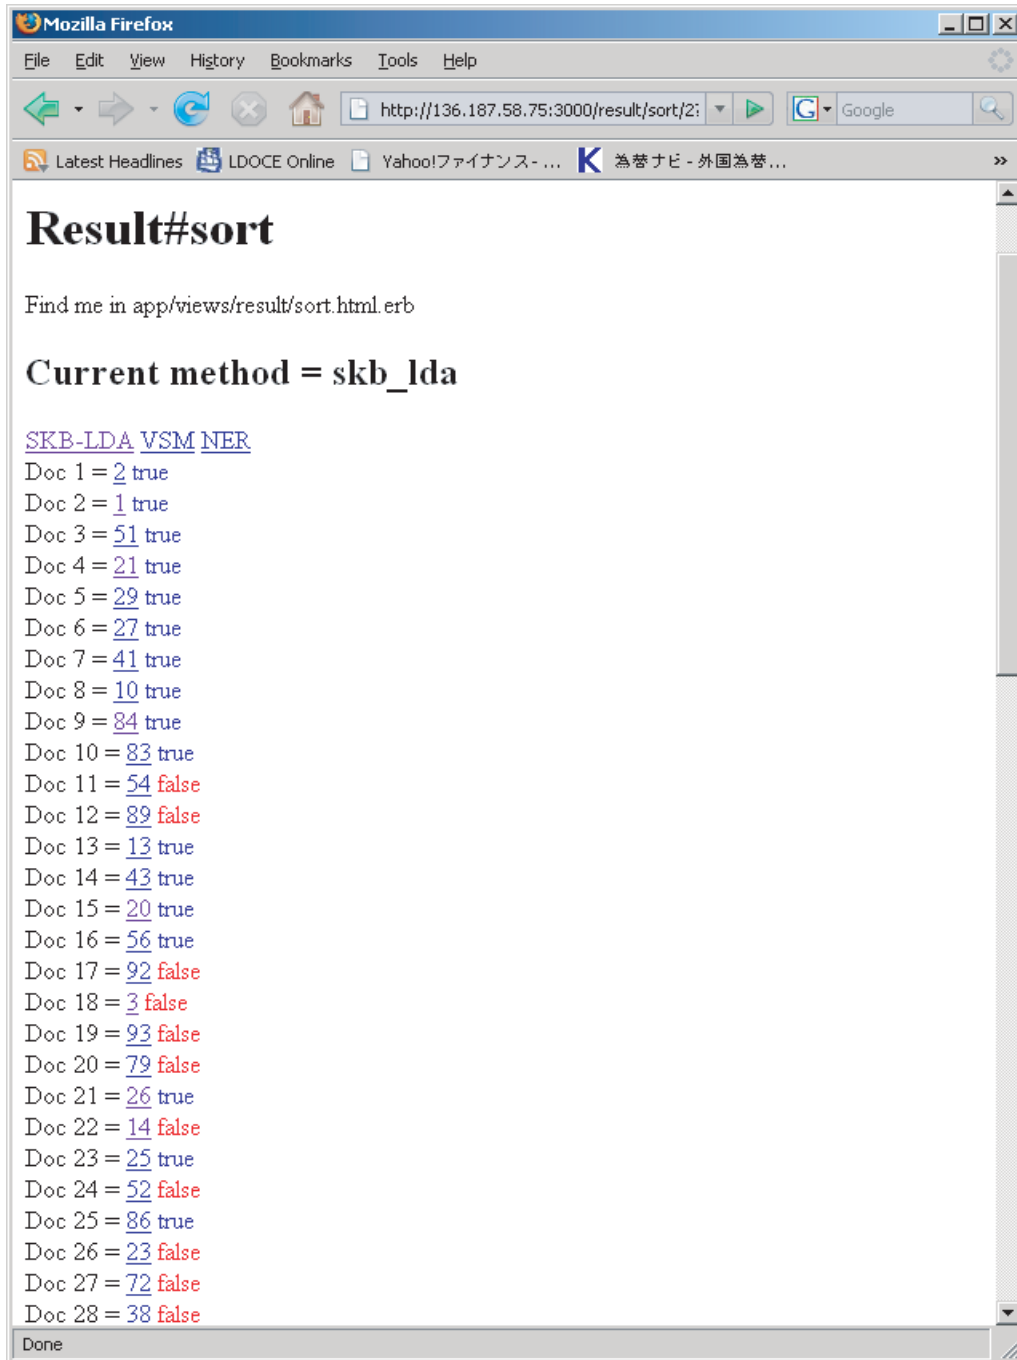 Mozilla Firefox
File Edit View History Bookmarks Tools Help
http://136.187.58.75:3000/result/sort/2 G Google
Latest Headlines LDOCE Online Yahoo!ファイナンス- ... K 為替ナビ - 外国為替... »
Result#sort
Find me in app/views/result/sort.html.erb
Current method = skb_lda
SKB-LDA VSM NER
Doc 1 = 2 true
Doc 2 = 1 true
Doc 3 = 51 true
Doc 4 = 21 true
Doc 5 = 29 true
Doc 6 = 27 true
Doc 7 = 41 true
Doc 8 = 10 true
Doc 9 = 84 true
Doc 10 = 83 true
Doc 11 = 54 false
Doc 12 = 89 false
Doc 13 = 13 true
Doc 14 = 43 true
Doc 15 = 20 true
Doc 16 = 56 true
Doc 17 = 92 false
Doc 18 = 3 false
Doc 19 = 93 false
Doc 20 = 79 false
Doc 21 = 26 true
Doc 22 = 14 false
Doc 23 = 25 true
Doc 24 = 52 false
Doc 25 = 86 true
Doc 26 = 23 false
Doc 27 = 72 false
Doc 28 = 38 false
Done